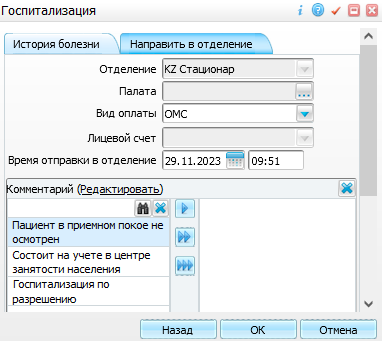 Госпитализация
История болезни
Направить в отделение
Отделение KZ Стационар
Палата
...
Вид оплаты ОМС
Лицевой счет
Время отправки в отделение 29.11.2023 09:51
Комментарий (Редактировать)
Пациент в приемном покое не
осмотрен
Состоит на учете в центре
занятости населения
Госпитализация по
разрешению
Назад
ОК
Отмена